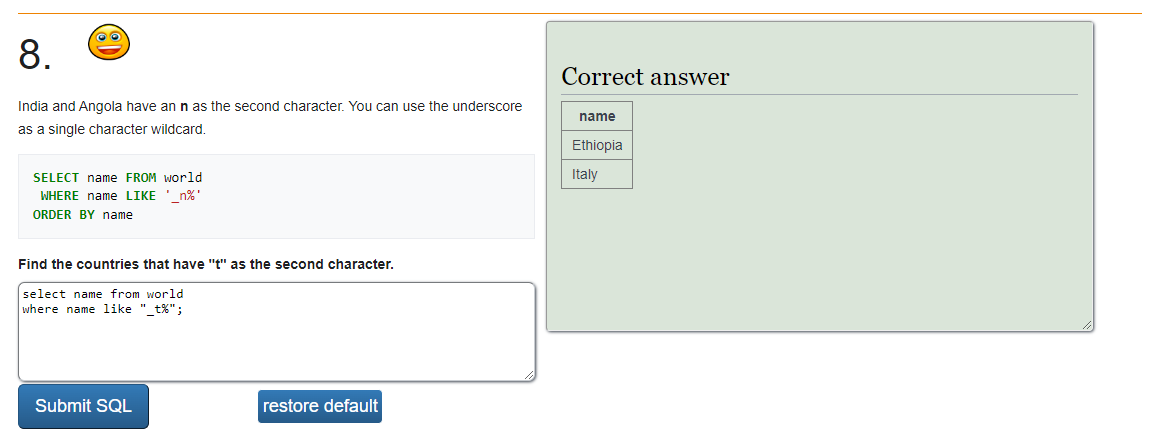 8.
India and Angola have an n as the second character. You can use the underscore
as a single character wildcard.
SELECT name FROM world
 WHERE name LIKE '_n%'
ORDER BY name
Find the countries that have "t" as the second character.
select name from world
where name like "_t%";
Submit SQL
restore default
Correct answer
name
Ethiopia
Italy